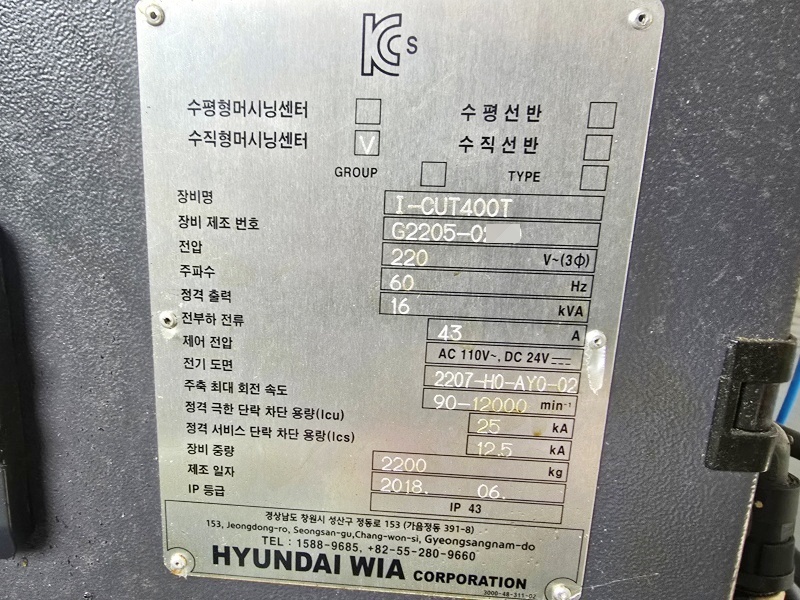 KCs
수평형머시닝센터 수평선반
수직형머시닝센터 V 수직선반
GROUP TYPE
장비명 I-CUT400T
장비 제조 번호 G2205-0
전압 220 V~(3Φ)
주파수 60 Hz
정격 출력 16 kVA
전부하 전류 43 A
제어 전압 AC 110V~, DC 24V
전기 도면 2207-H0-AY0-02
주축 최대 회전 속도 90-12000 min⁻¹
정격 극한 단락 차단 용량(Icu) 25 kA
정격 서비스 단락 차단 용량(Ics) 12.5 kA
장비 중량 2200 kg
제조 일자 2018. 06.
IP 등급 IP 43
경상남도 창원시 성산구 정동로 153 (가음정동 391-8)
153, Jeongdong-ro, Seongsan-gu,Chang-won-si, Gyeongsangnam-do
TEL : 1588-9685, +82-55-280-9660
HYUNDAI WIA CORPORATION
3000-48-311-02